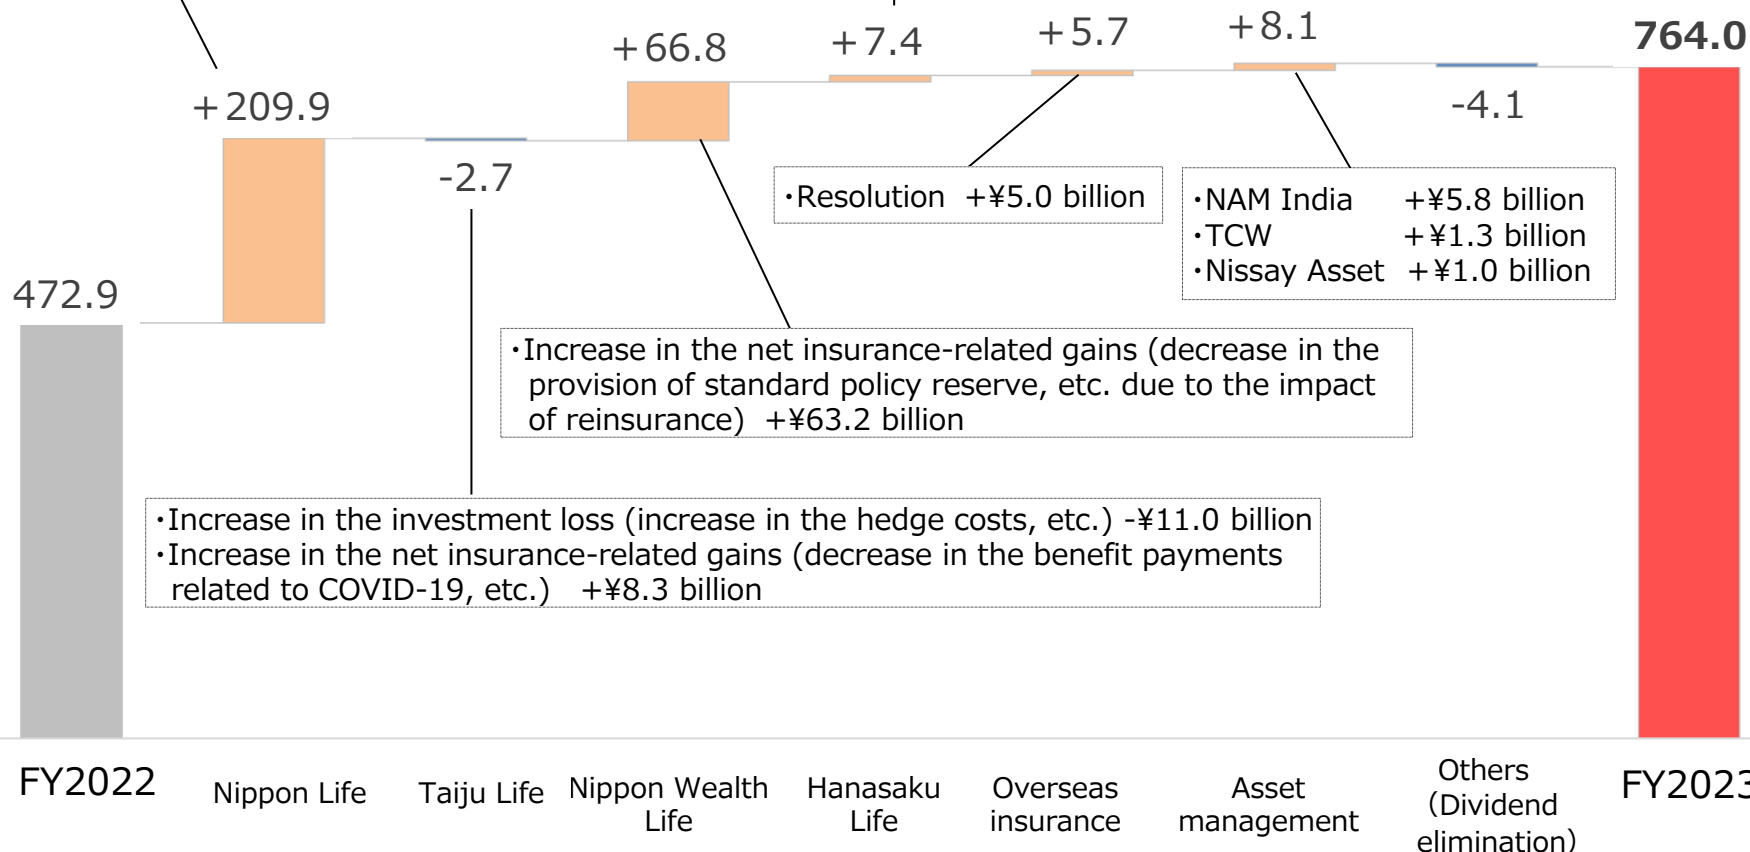 +66.8
+7.4
+5.7
+8.1
764.0
+209.9
-4.1
-2.7
・Resolution +¥5.0 billion
・NAM India +¥5.8 billion
・TCW +¥1.3 billion
・Nissay Asset +¥1.0 billion
472.9
・Increase in the net insurance-related gains (decrease in the
provision of standard policy reserve, etc. due to the impact
of reinsurance) +¥63.2 billion
・Increase in the investment loss (increase in the hedge costs, etc.) -¥11.0 billion
・Increase in the net insurance-related gains (decrease in the benefit payments
related to COVID-19, etc.) +¥8.3 billion
FY2022
Nippon Life
Taiju Life
Nippon Wealth
Life
Hanasaku
Life
Overseas
insurance
Asset
management
Others
（Dividend
elimination）
FY2023